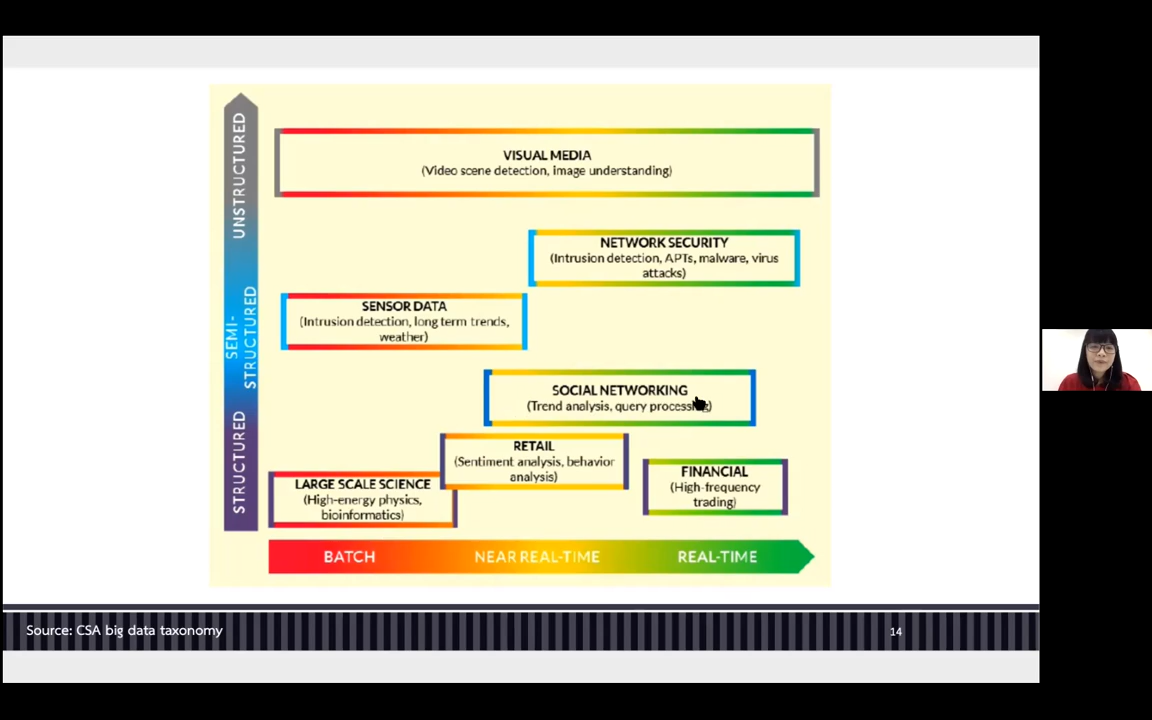 UNSTRUCTURED
SEMI-
STRUCTURED
STRUCTURED
VISUAL MEDIA
(Video scene detection, image understanding)
NETWORK SECURITY
(Intrusion detection, APTs, malware, virus
attacks)
SENSOR DATA
(Intrusion detection, long term trends,
weather)
SOCIAL NETWORKING
(Trend analysis, query processing)
RETAIL
(Sentiment analysis, behavior
analysis)
FINANCIAL
(High-frequency
trading)
LARGE SCALE SCIENCE
(High-energy physics,
bioinformatics)
BATCH
NEAR REAL-TIME
REAL-TIME
Source: CSA big data taxonomy
14